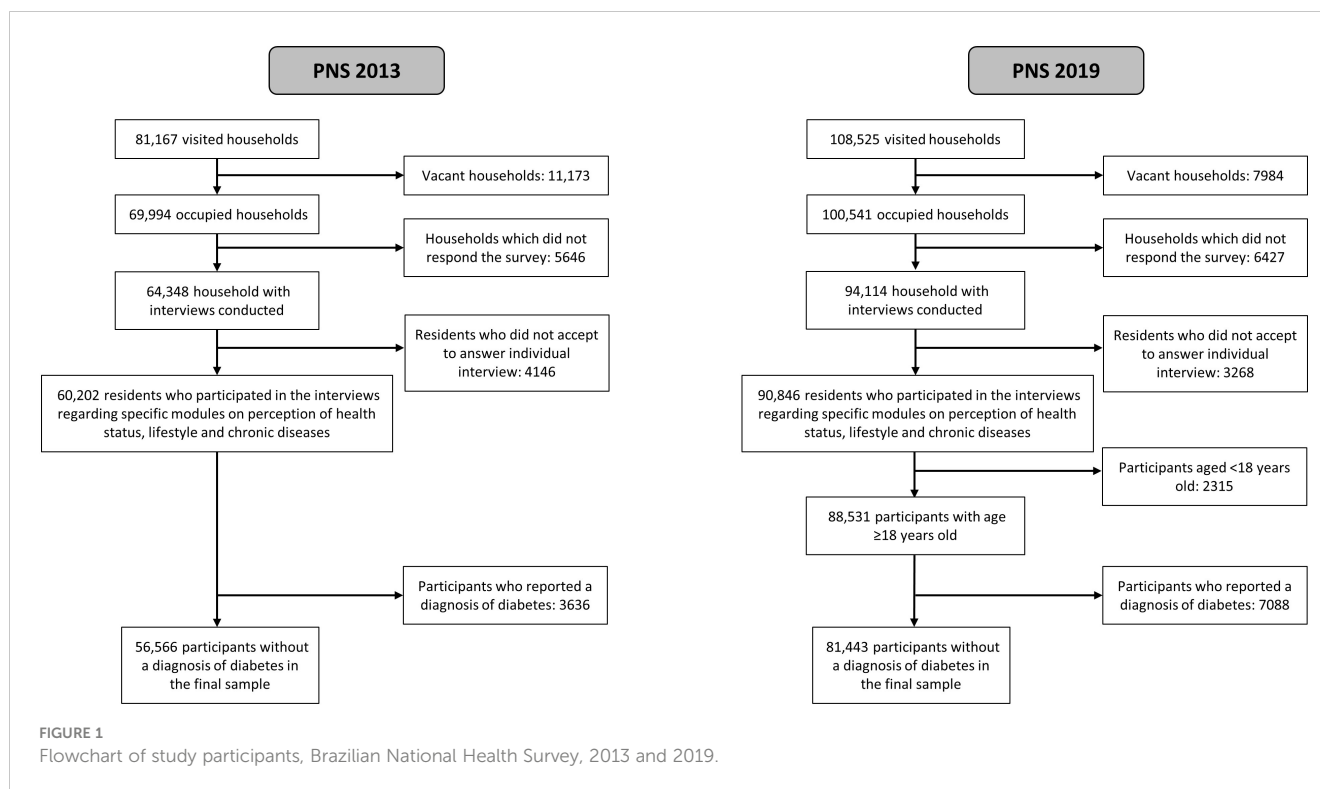 PNS 2013
81,167 visited households
Vacant households: 11,173
69,994 occupied households
Households which did not
respond the survey: 5646
64,348 household with
interviews conducted
Residents who did not accept
to answer individual
interview: 4146
60,202 residents who participated in the interviews
regarding specific modules on perception of health
status, lifestyle and chronic diseases
Participants who reported a
diagnosis of diabetes: 3636
56,566 participants without
a diagnosis of diabetes in
the final sample
PNS 2019
108,525 visited households
Vacant households: 7984
100,541 occupied households
Households which did not
respond the survey: 6427
94,114 household with
interviews conducted
Residents who did not accept
to answer individual
interview: 3268
90,846 residents who participated in the interviews
regarding specific modules on perception of health
status, lifestyle and chronic diseases
Participants aged <18 years
old: 2315
88,531 participants with age
≥18 years old
Participants who reported a
diagnosis of diabetes: 7088
81,443 participants without
a diagnosis of diabetes in
the final sample
FIGURE 1
Flowchart of study participants, Brazilian National Health Survey, 2013 and 2019.